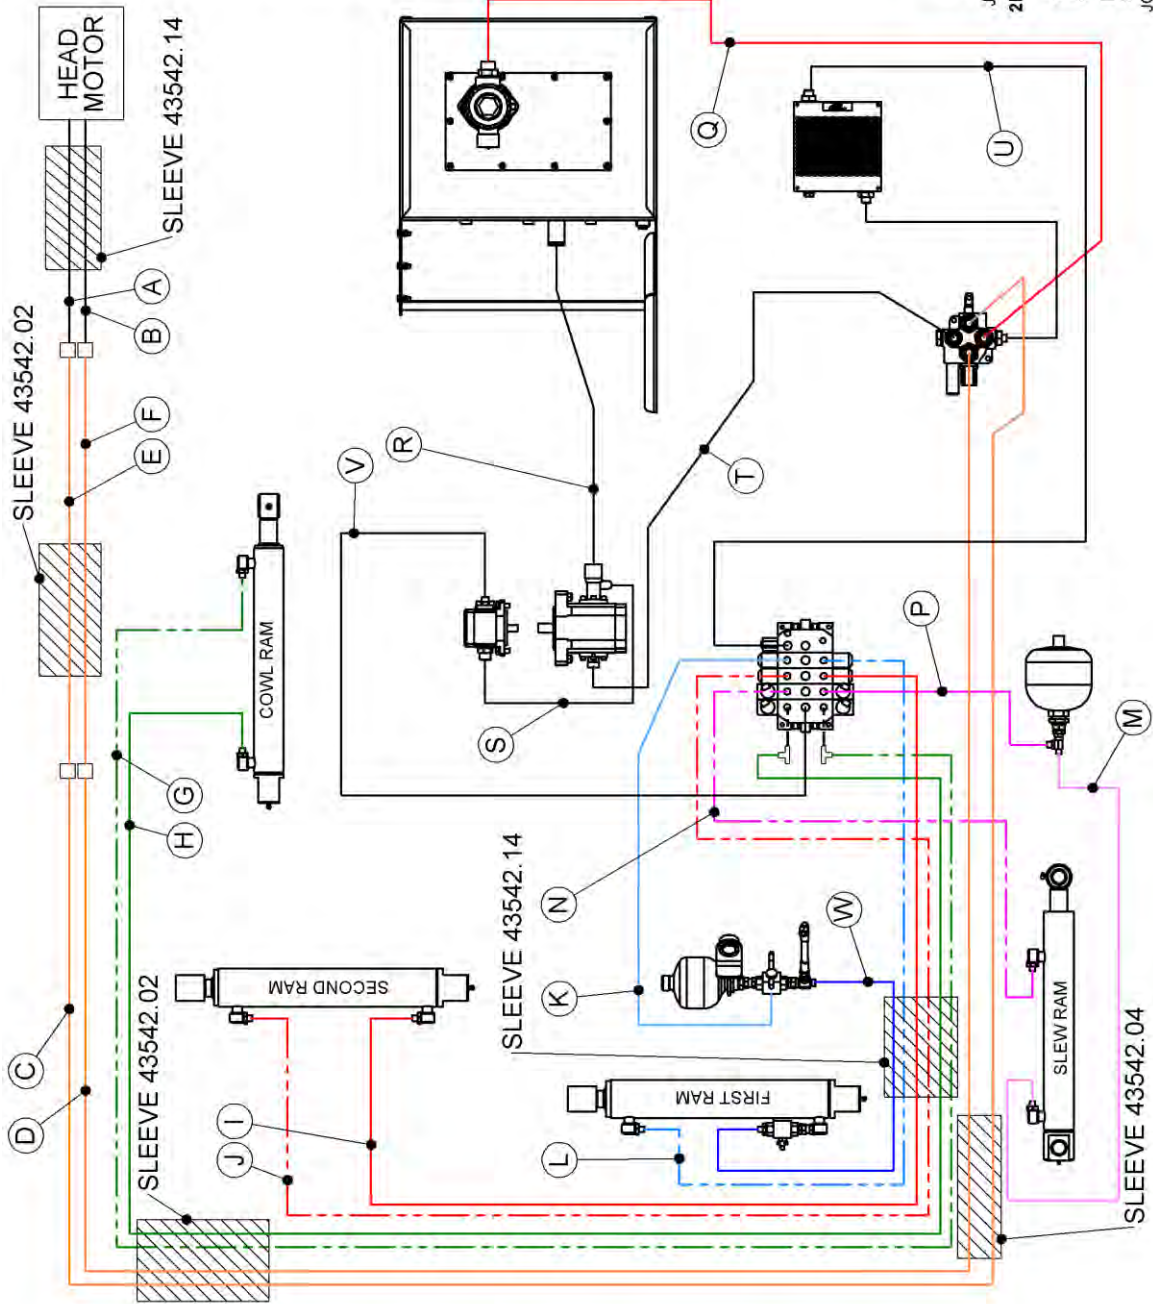 HEAD
MOTOR
SLEEVE 43542.14
A
B
SLEEVE 43542.02
F
E
COWL RAM
G
H
V
R
Q
U
T
S
P
M
N
SLEEVE 43542.14
K
W
C
D
SLEEVE 43542.02
SECOND RAM
I
J
FIRST RAM
L
SLEW RAM
SLEEVE 43542.04